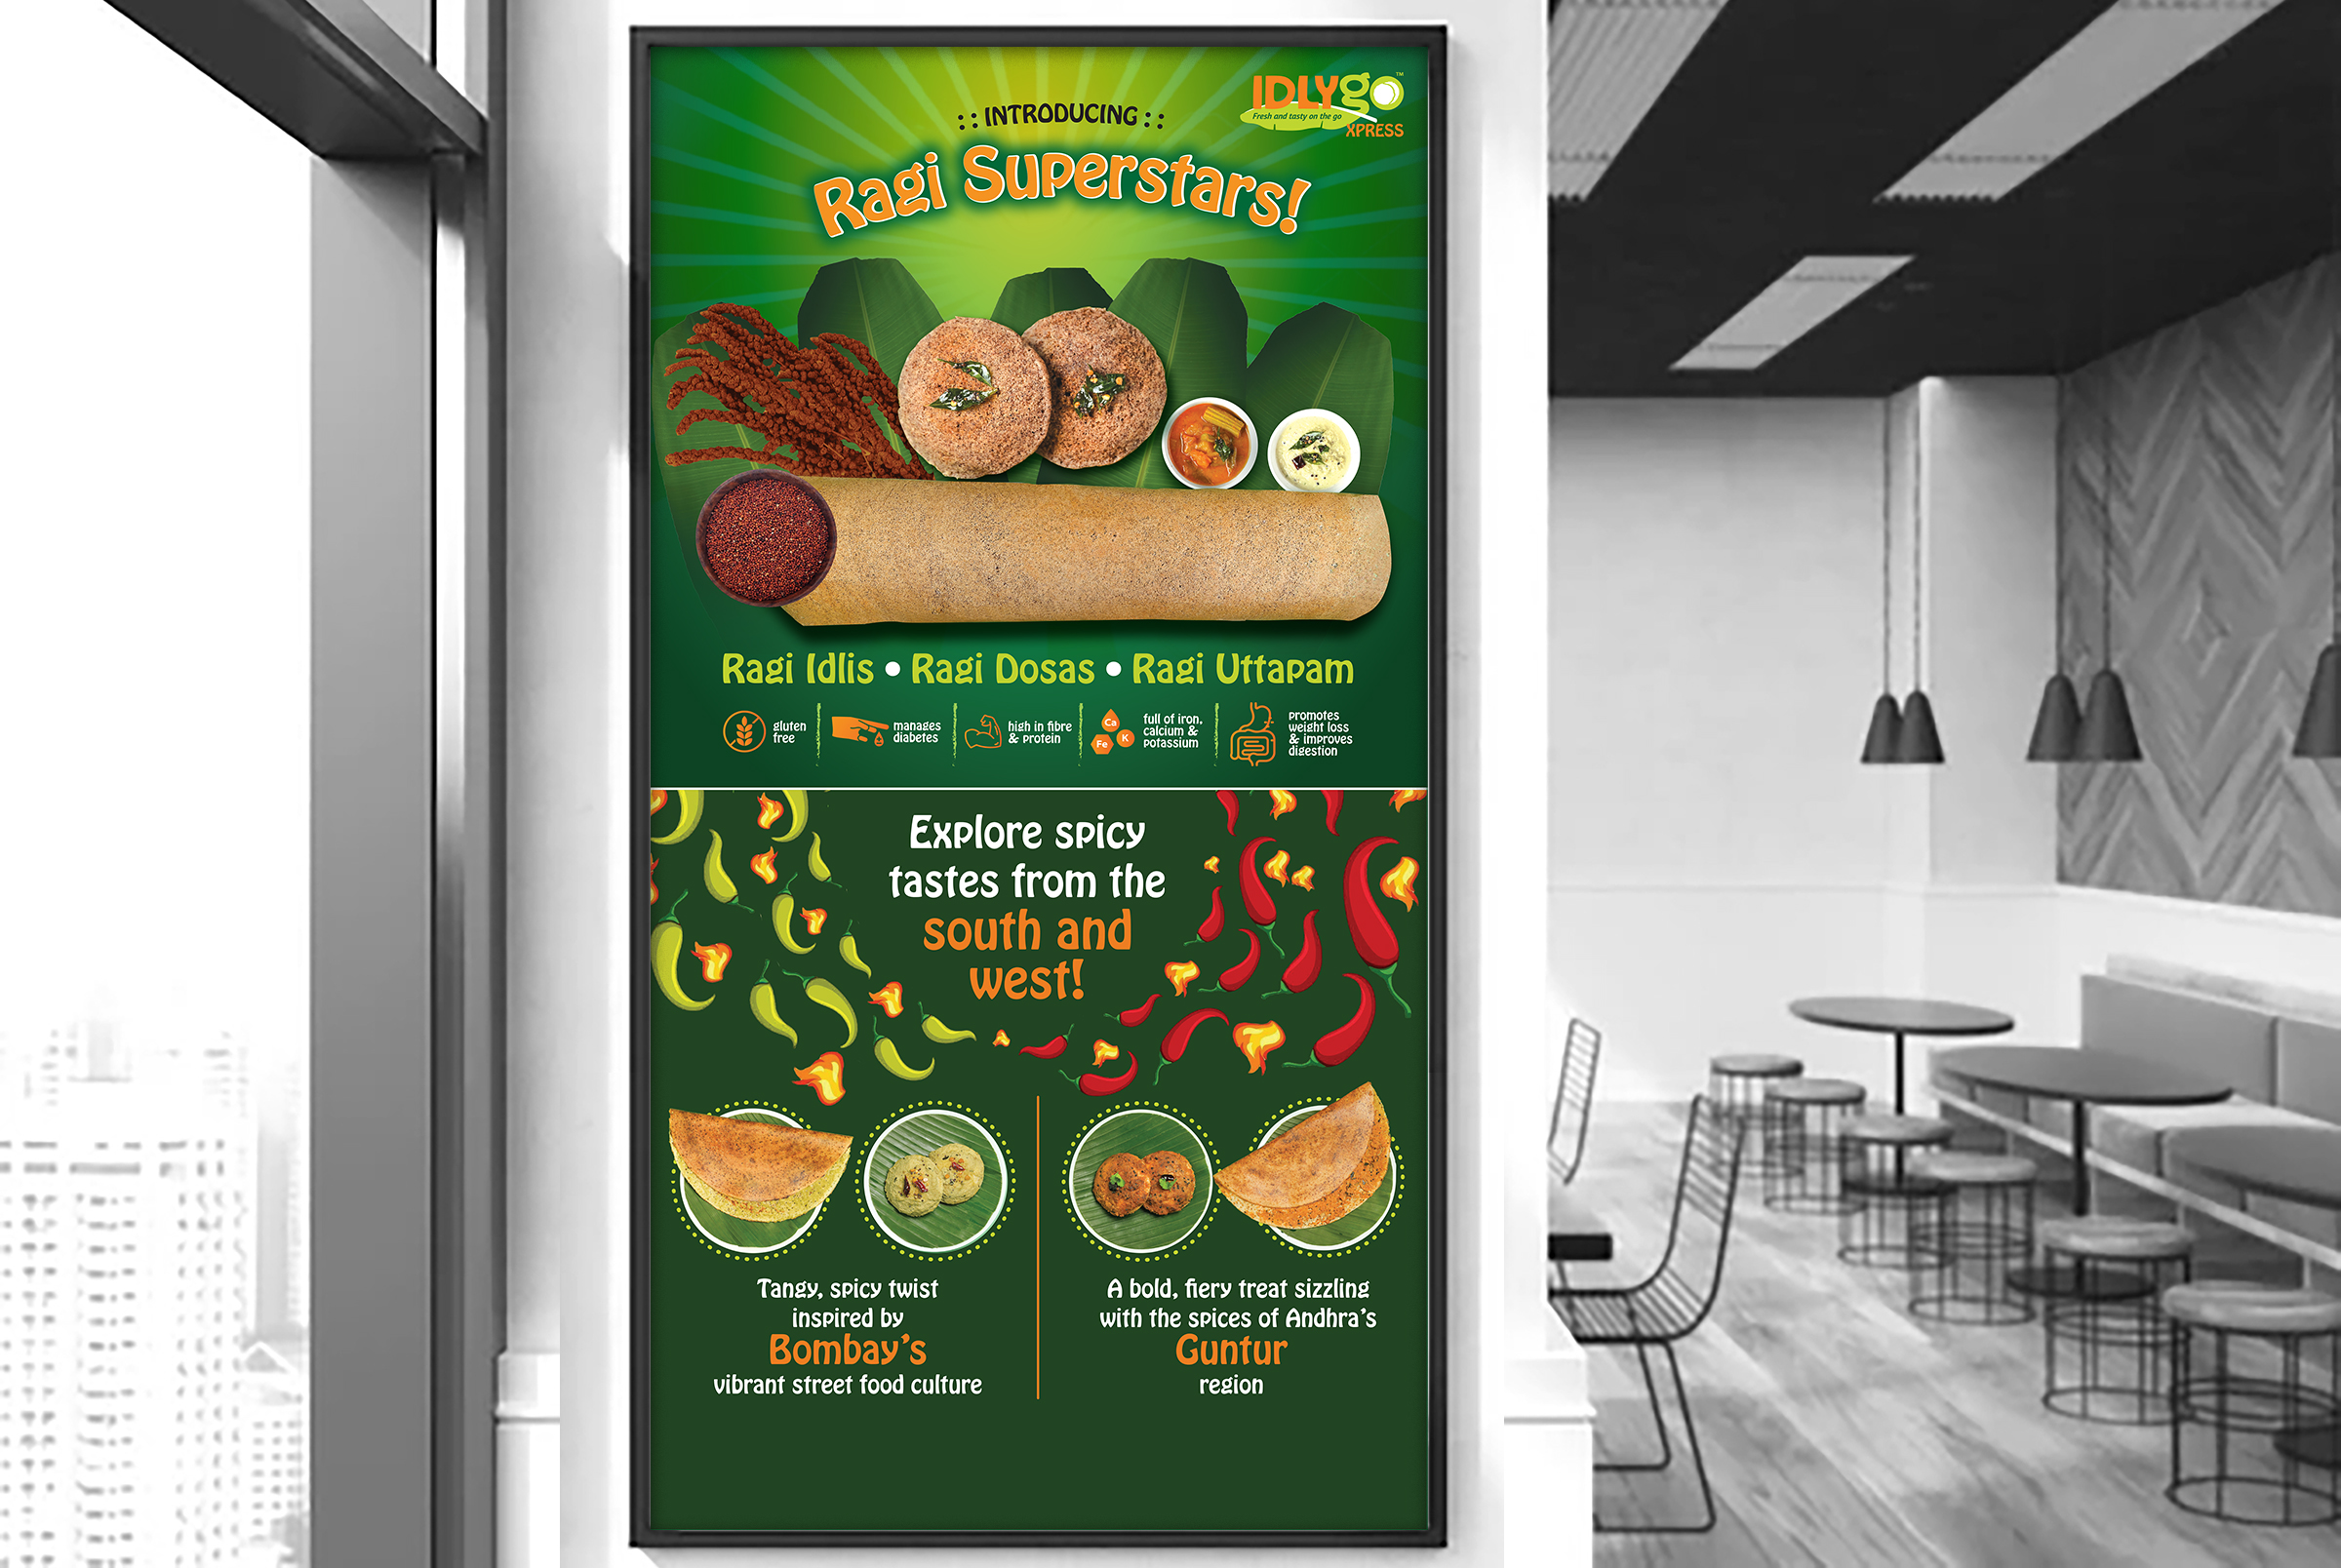 IDLYgo™
Fresh and tasty on the go
XPRESS
:: INTRODUCING ::
Ragi Superstars!
Ragi Idlis • Ragi Dosas • Ragi Uttapam
gluten
free
manages
diabetes
high in fibre
& protein
Ca
Fe
K
full of iron,
calcium &
potassium
promotes
weight loss
& improves
digestion
Explore spicy
tastes from the
south and
west!
Tangy, spicy twist
inspired by
Bombay's
vibrant street food culture
A bold, fiery treat sizzling
with the spices of Andhra's
Guntur
region